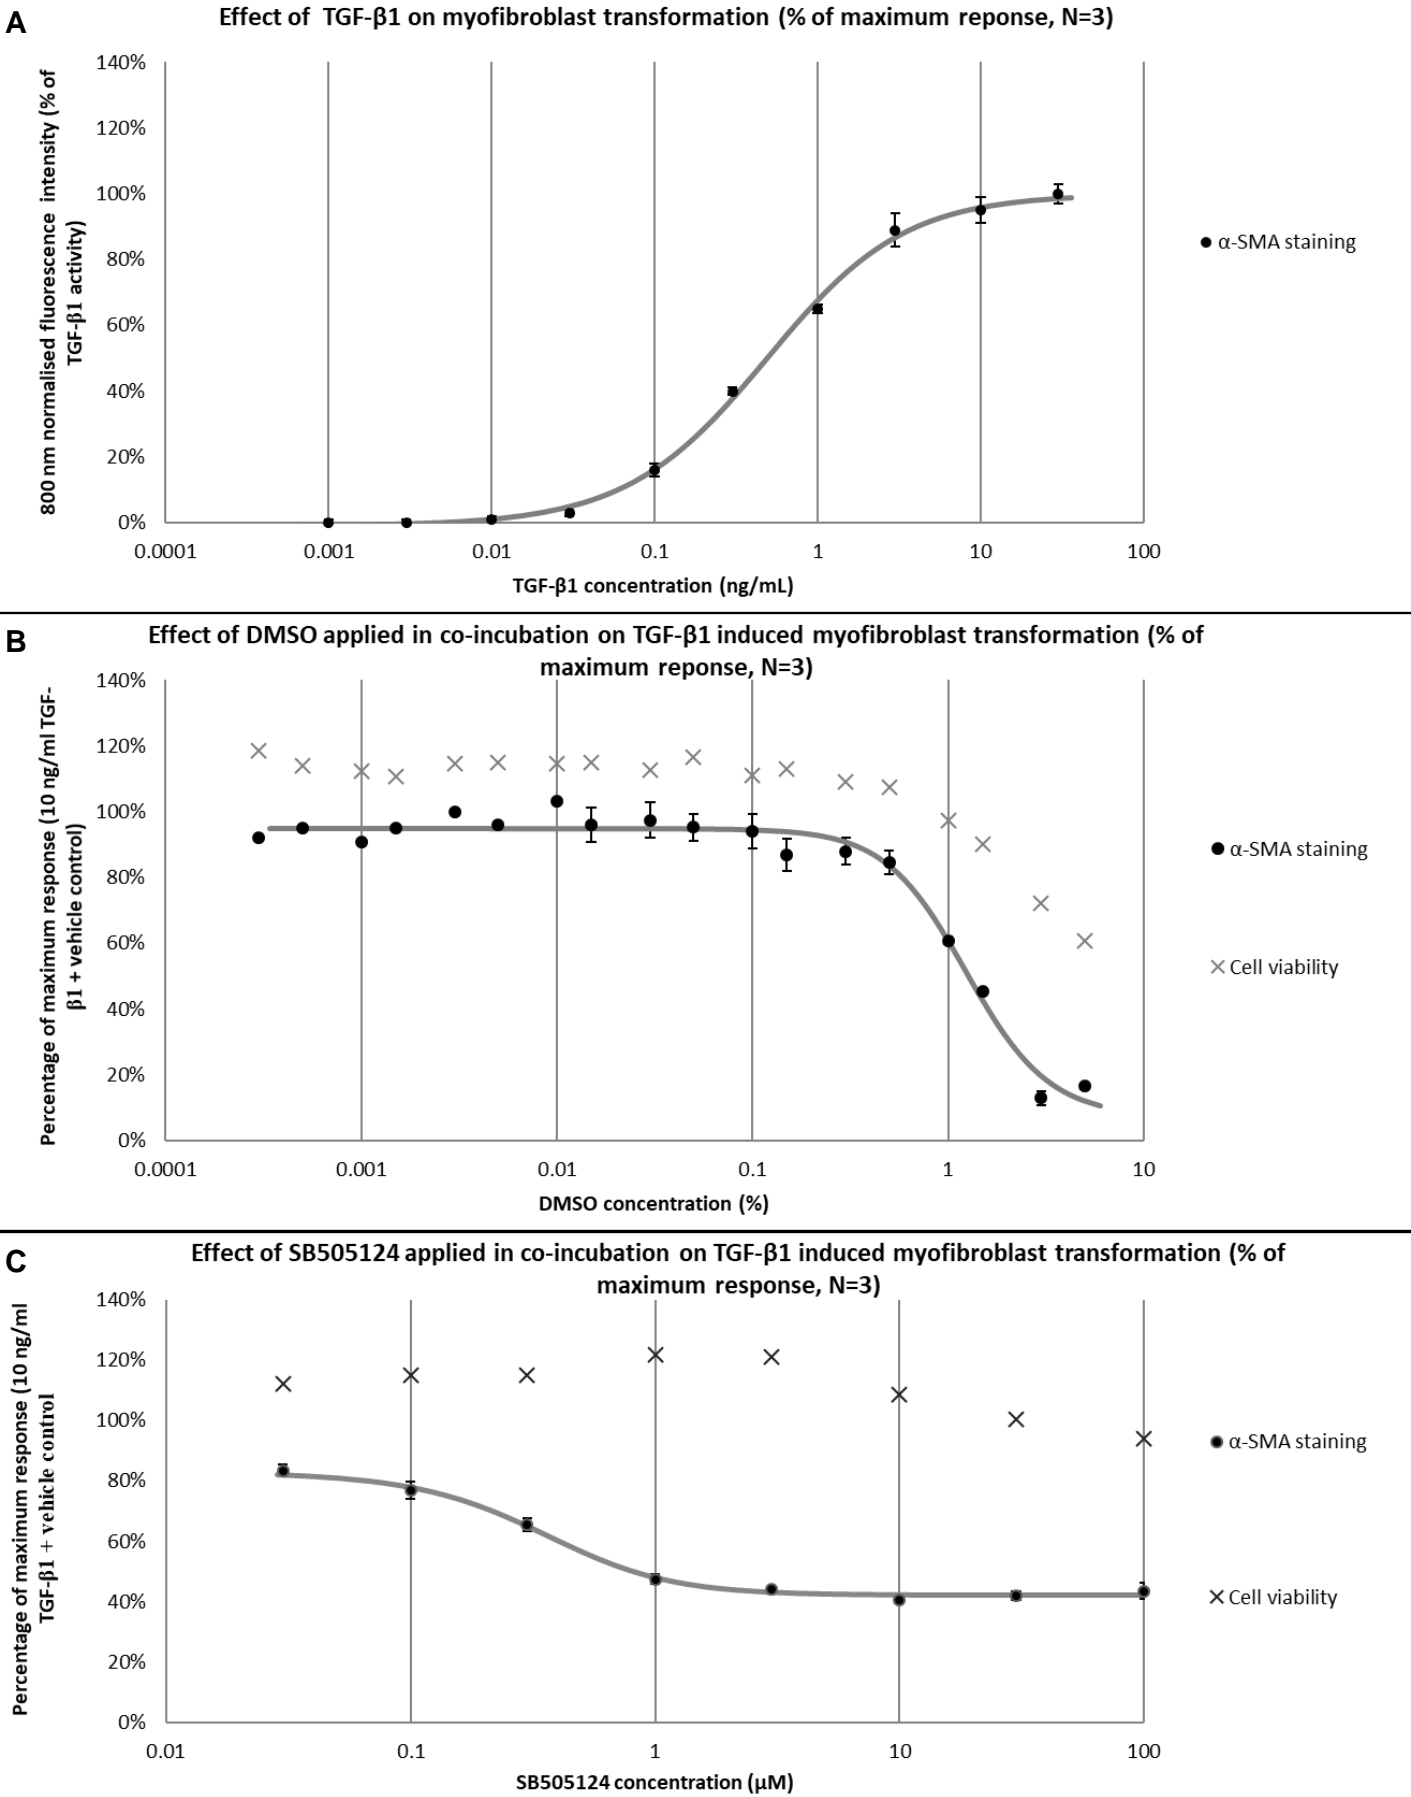 A
Effect of TGF-β1 on myofibroblast transformation (% of maximum reponse, N=3)
800 nm normalised fluorescence intensity (% of
TGF-β1 activity)
140%
120%
100%
80%
60%
40%
20%
0%
0.0001 0.001 0.01 0.1 1 10 100
TGF-β1 concentration (ng/mL)
α-SMA staining
B
Effect of DMSO applied in co-incubation on TGF-β1 induced myofibroblast transformation (% of
maximum reponse, N=3)
Percentage of maximum response (10 ng/ml TGF-
β1 + vehicle control)
140%
120%
100%
80%
60%
40%
20%
0%
0.0001 0.001 0.01 0.1 1 10
DMSO concentration (%)
α-SMA staining
Cell viability
C
Effect of SB505124 applied in co-incubation on TGF-β1 induced myofibroblast transformation (% of
maximum response, N=3)
Percentage of maximum response (10 ng/ml
TGF-β1 + vehicle control
140%
120%
100%
80%
60%
40%
20%
0%
0.01 0.1 1 10 100
SB505124 concentration (μM)
α-SMA staining
Cell viability